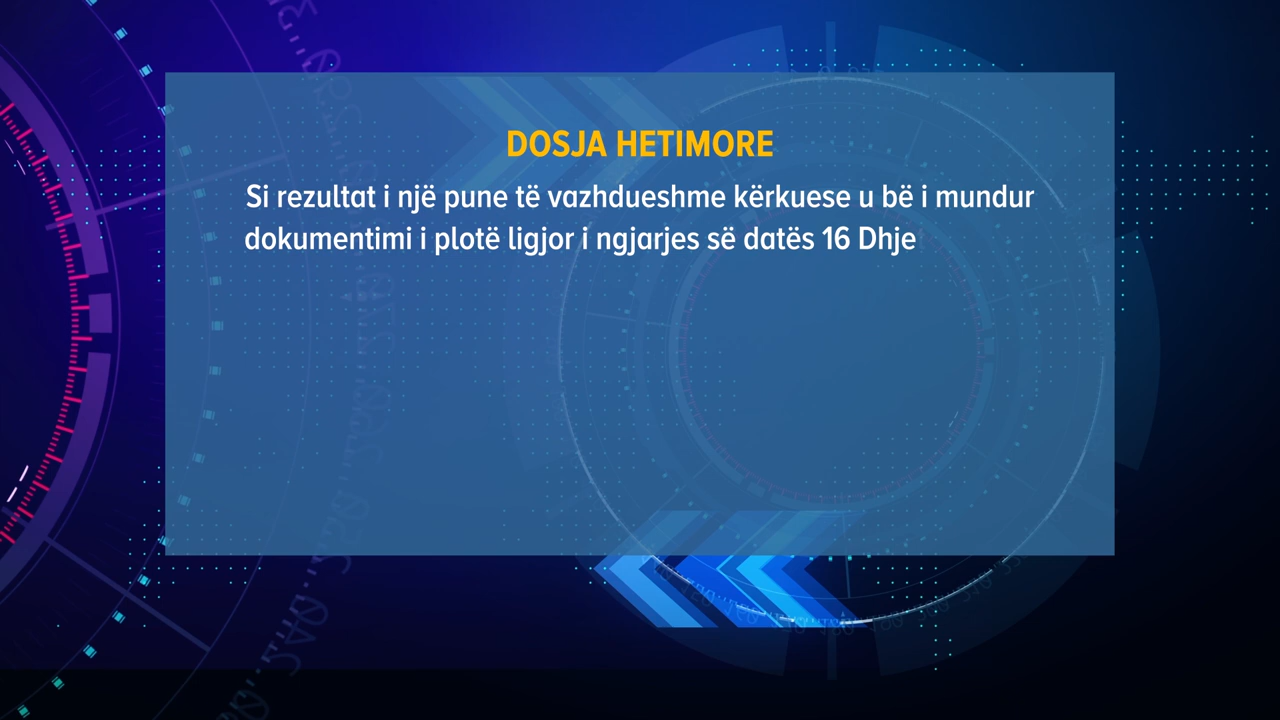 DOSJA HETIMORE
Si rezultat i një pune të vazhdueshme kërkuese u bë i mundur
dokumentimi i plotë ligjor i ngjarjes së datës 16 Dhje